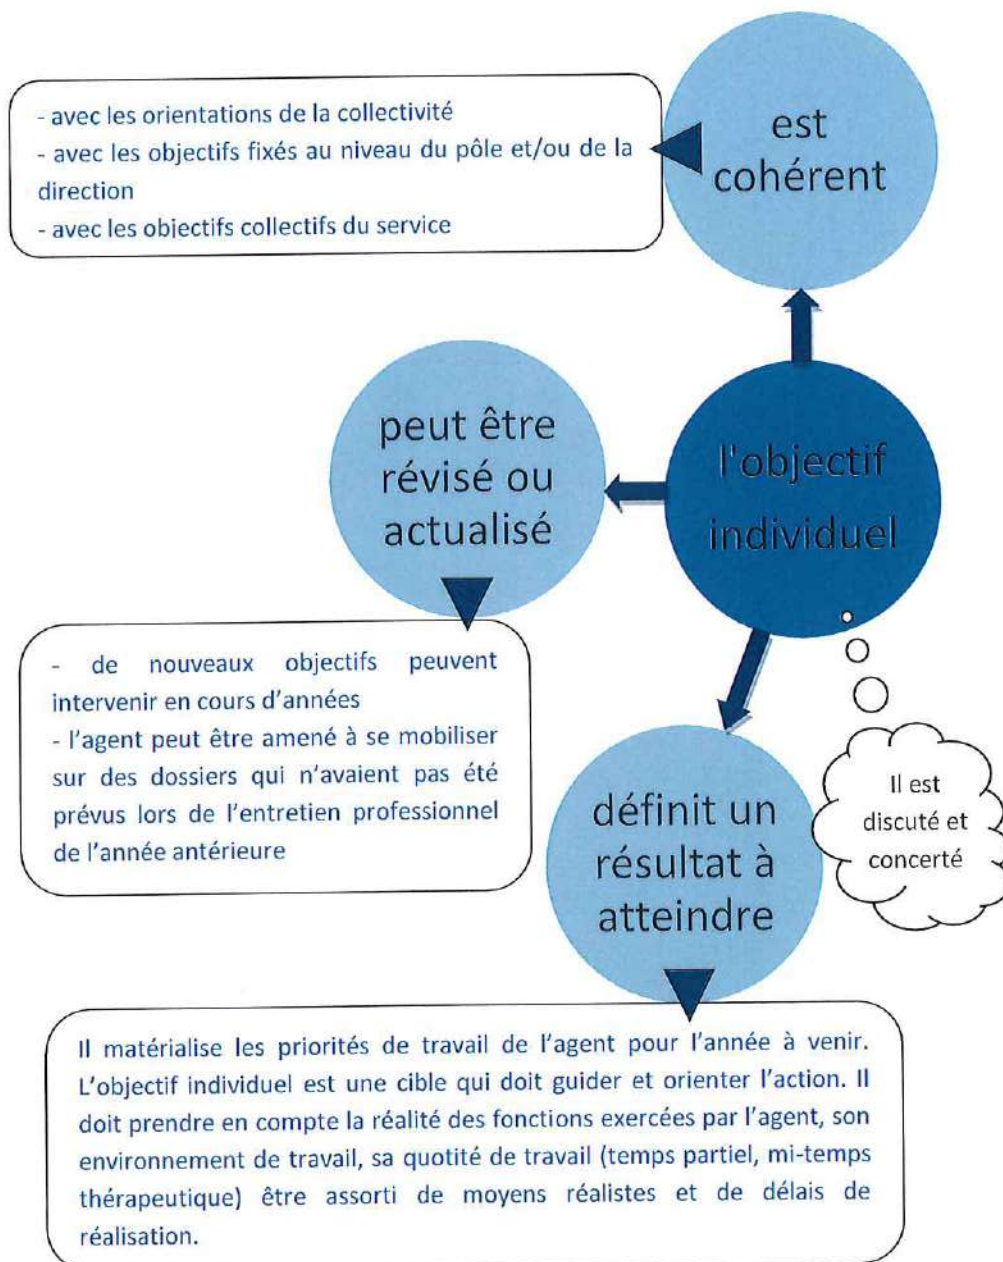 est
cohérent
- avec les orientations de la collectivité
- avec les objectifs fixés au niveau du pôle et/ou de la
direction
- avec les objectifs collectifs du service
l'objectif
individuel
peut être
révisé ou
actualisé
- de nouveaux objectifs peuvent
intervenir en cours d'années
- l'agent peut être amené à se mobiliser
sur des dossiers qui n'avaient pas été
prévus lors de l'entretien professionnel
de l'année antérieure
Il est
discuté et
concerté
définit un
résultat à
atteindre
Il matérialise les priorités de travail de l'agent pour l'année à venir.
L'objectif individuel est une cible qui doit guider et orienter l'action. Il
doit prendre en compte la réalité des fonctions exercées par l'agent, son
environnement de travail, sa quotité de travail (temps partiel, mi-temps
thérapeutique) être assorti de moyens réalistes et de délais de
réalisation.